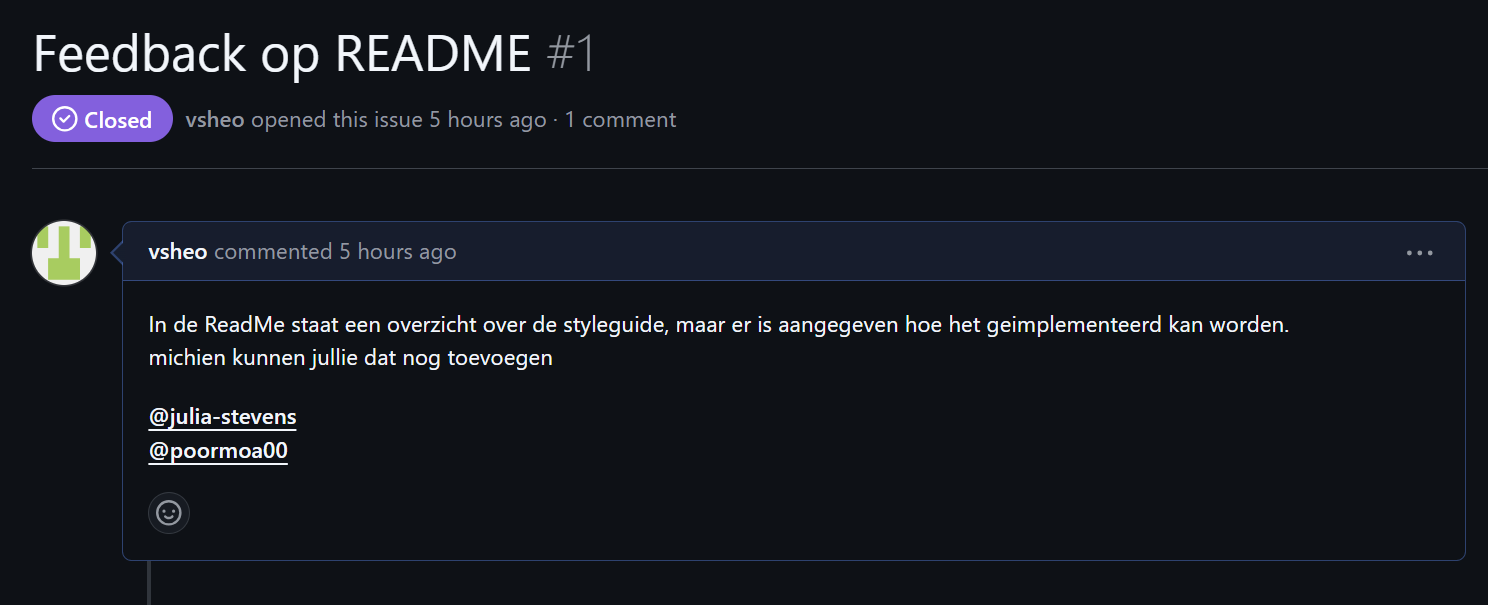 Feedback op README #1
Closed vsheo opened this issue 5 hours ago · 1 comment
vsheo commented 5 hours ago
In de ReadMe staat een overzicht over de styleguide, maar er is aangegeven hoe het geimplementeerd kan worden.
michien kunnen jullie dat nog toevoegen
@julia-stevens
@poormoa00